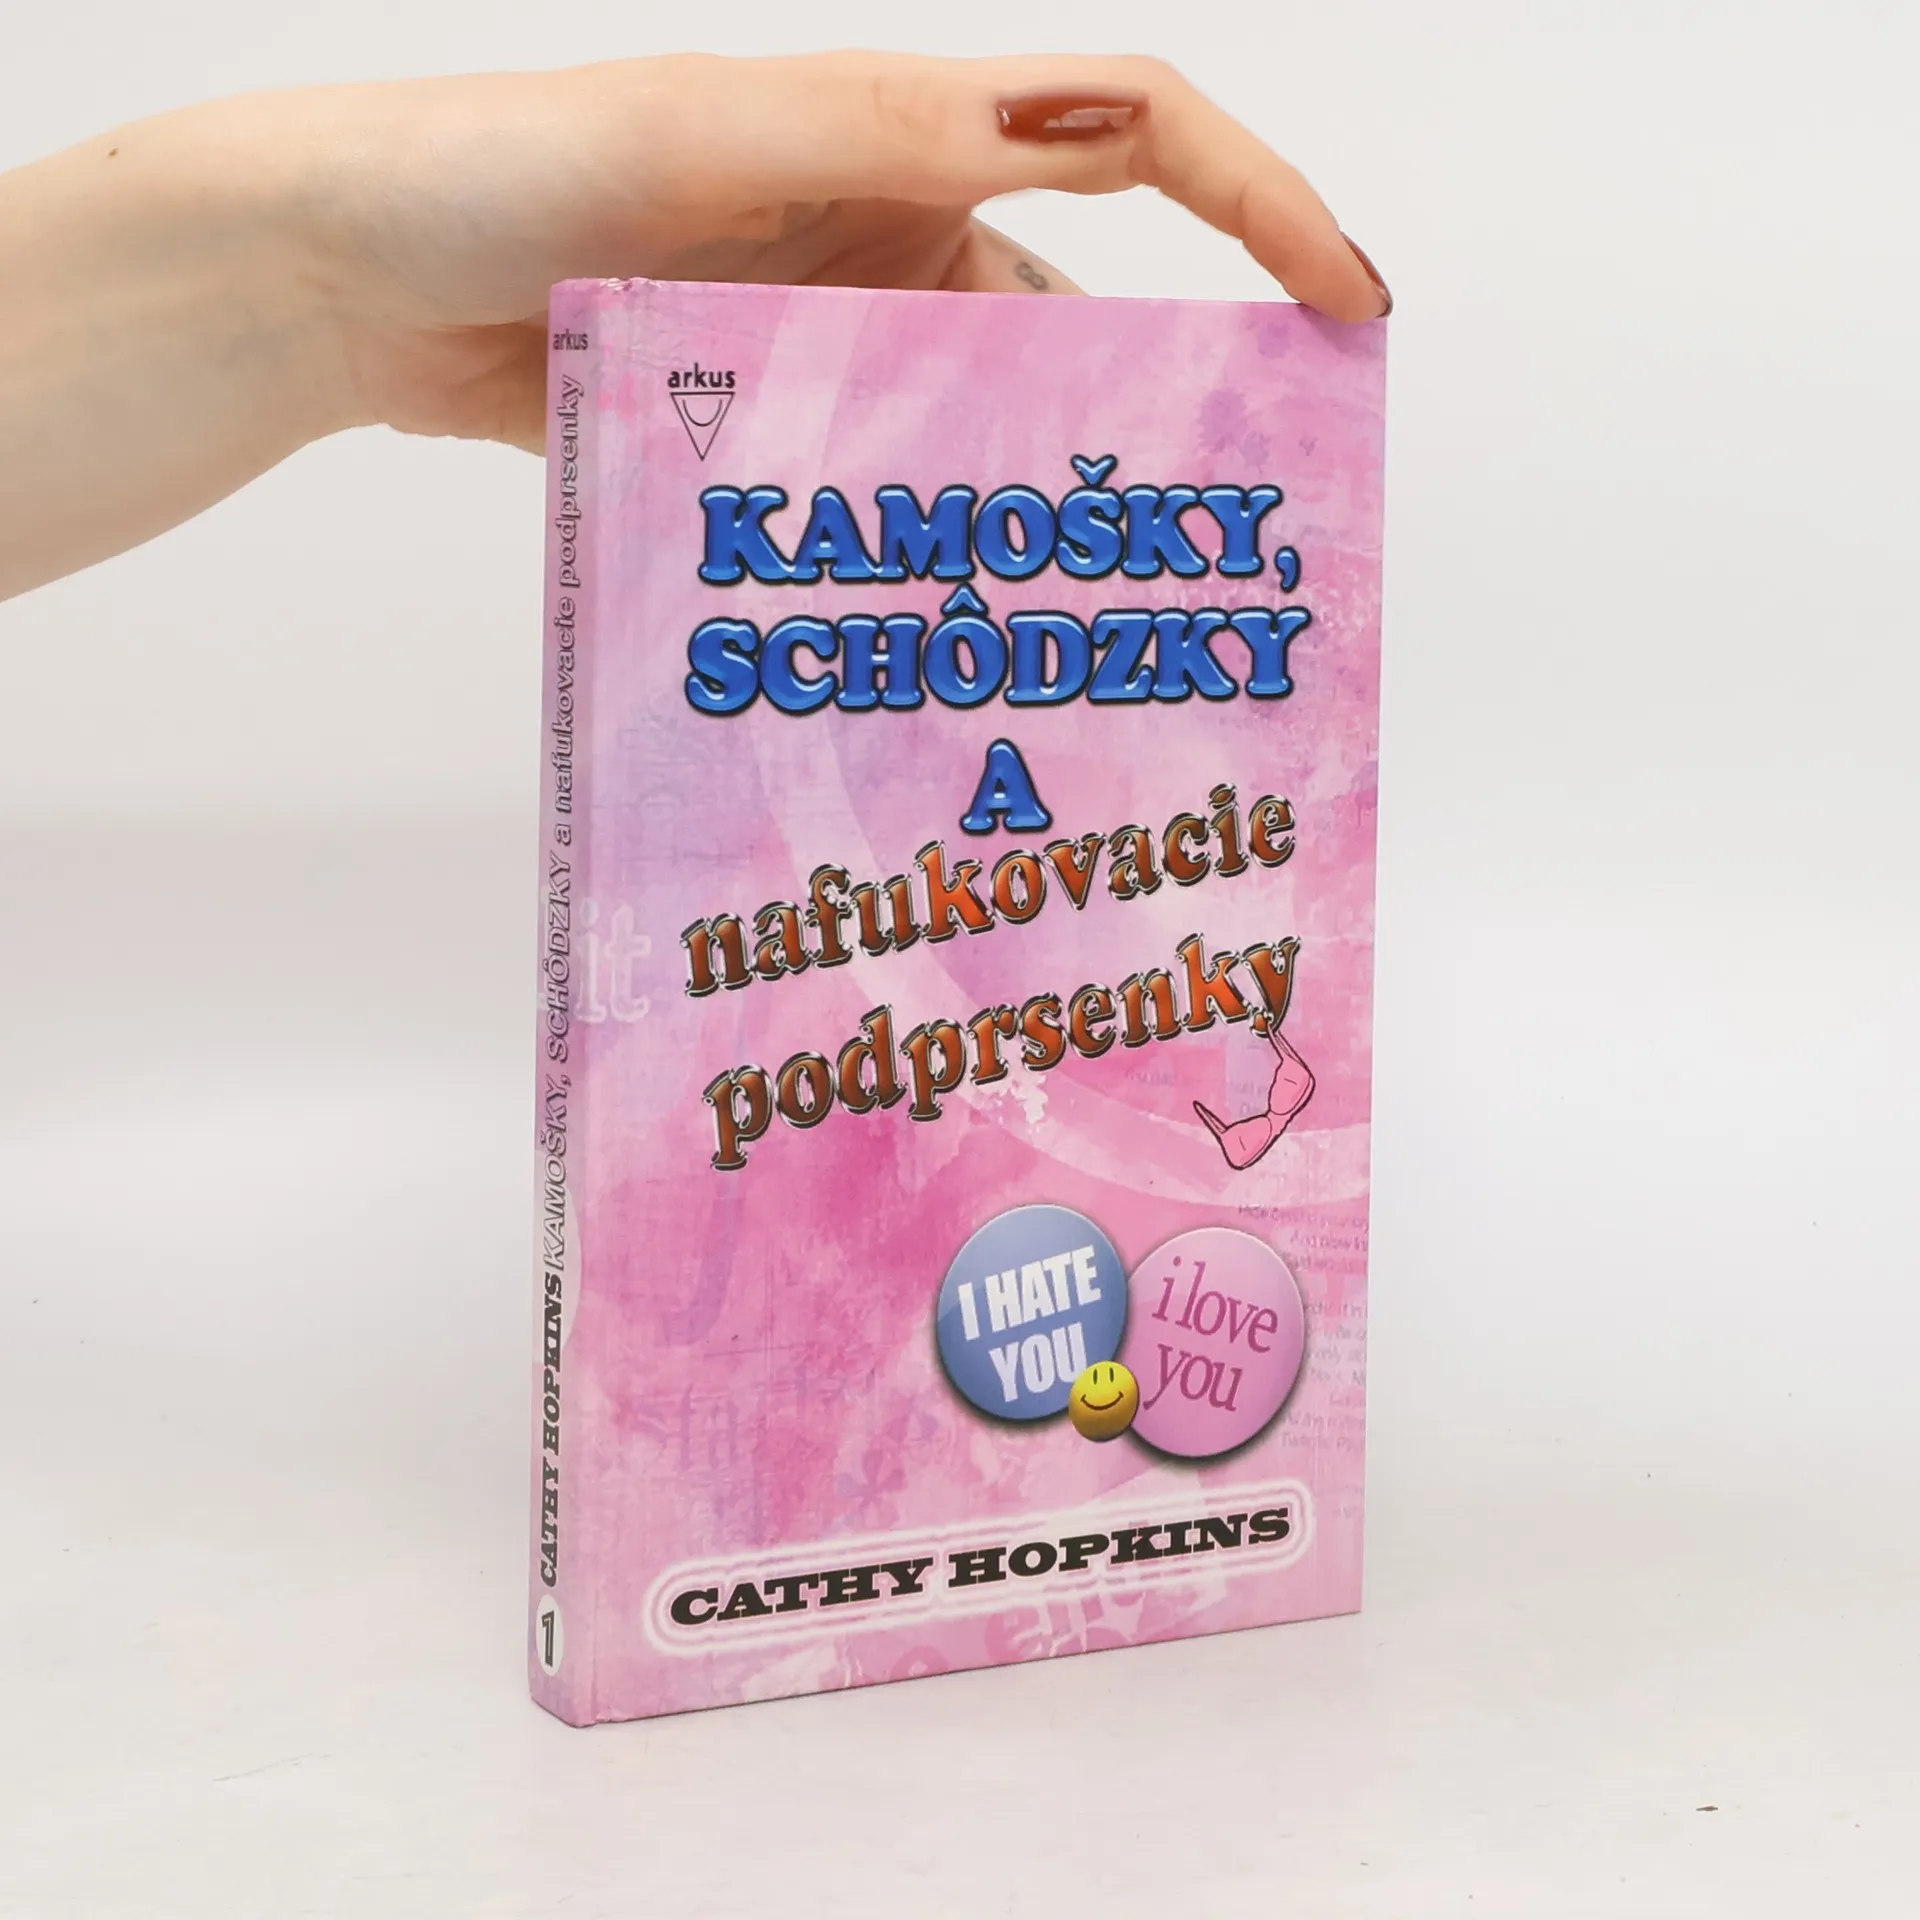 arkus
KAMOŠKY,
SCHÔDZKY
A
nafukovacie
podprsenky
I HATE
YOU
i love
you
CATHY HOPKINS
arkus
1 CATHY HOPKINS KAMOŠKY, SCHÔDZKY a nafukovacie podprsenky
it